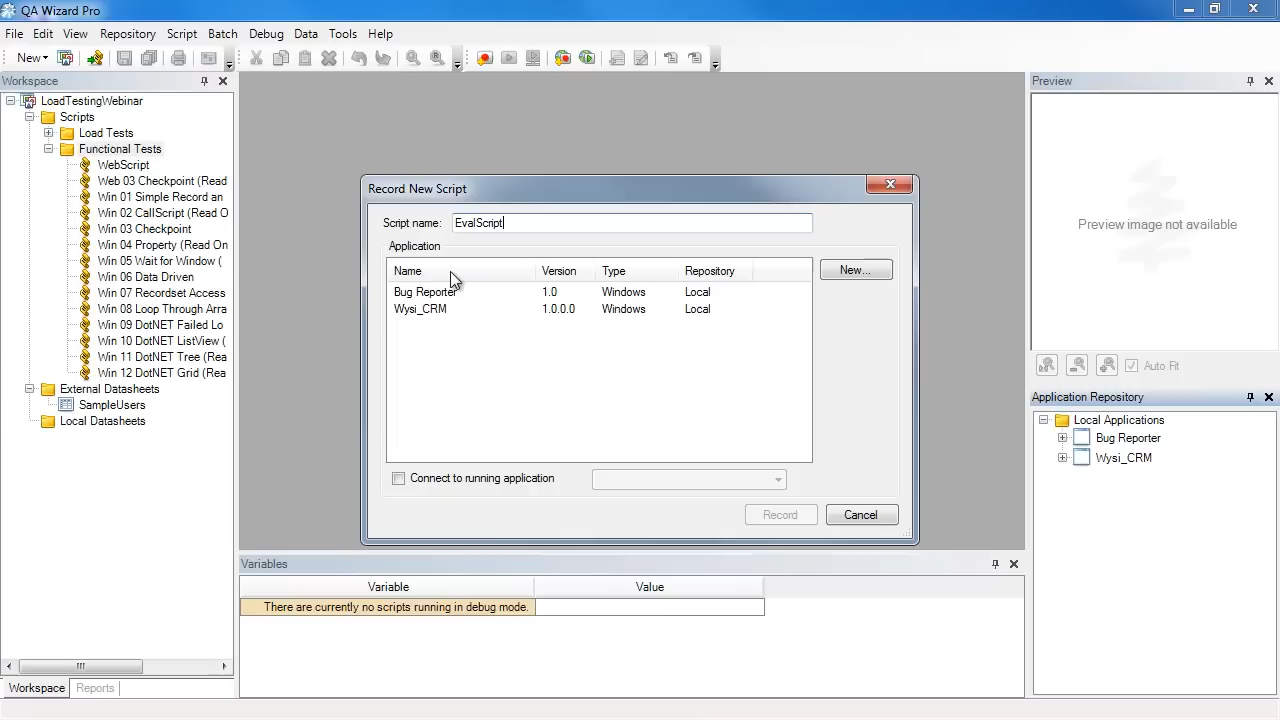 QA Wizard Pro
File Edit View Repository Script Batch Debug Data Tools Help
New
Workspace
LoadTestingWebinar
Scripts
Load Tests
Functional Tests
WebScript
Web 03 Checkpoint (Read
Win 01 Simple Record an
Win 02 CallScript (Read O
Win 03 Checkpoint
Win 04 Property (Read On
Win 05 Wait for Window (
Win 06 Data Driven
Win 07 Recordset Access
Win 08 Loop Through Arra
Win 09 DotNET Failed Lo
Win 10 DotNET ListView (
Win 11 DotNET Tree (Rea
Win 12 DotNET Grid (Rea
External Datasheets
SampleUsers
Local Datasheets
Workspace Reports
Record New Script
Script name: EvalScript
Application
Name Version Type Repository
Bug Reporter 1.0 Windows Local
Wysi_CRM 1.0.0.0 Windows Local
New...
Connect to running application
Record Cancel
Variables
Variable Value
There are currently no scripts running in debug mode.
Preview
Preview image not available
Auto Fit
Application Repository
Local Applications
Bug Reporter
Wysi_CRM